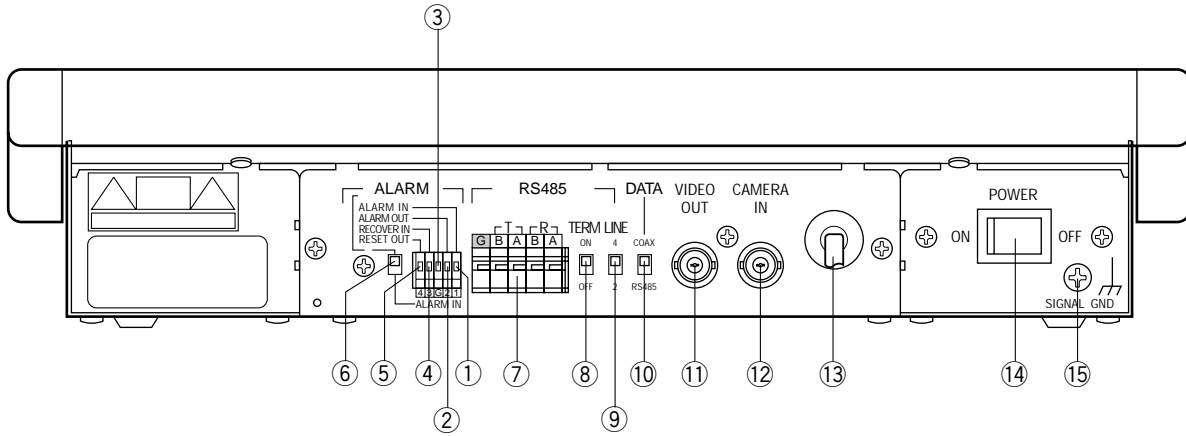 ③
ALARM
RS485
DATA
VIDEO OUT
CAMERA IN
POWER
ALARM IN
ALARM OUT
RECOVER IN
RESET OUT
T
R
G B A B A
TERM LINE
ON 4 COAX
OFF 2 RS485
ON
OFF
4 3 G 2 1
ALARM IN
SIGNAL GND
⑥ ⑤ ④ ① ⑦ ⑧ ⑩ ⑪ ⑫ ⑬ ⑭ ⑮
② ⑨